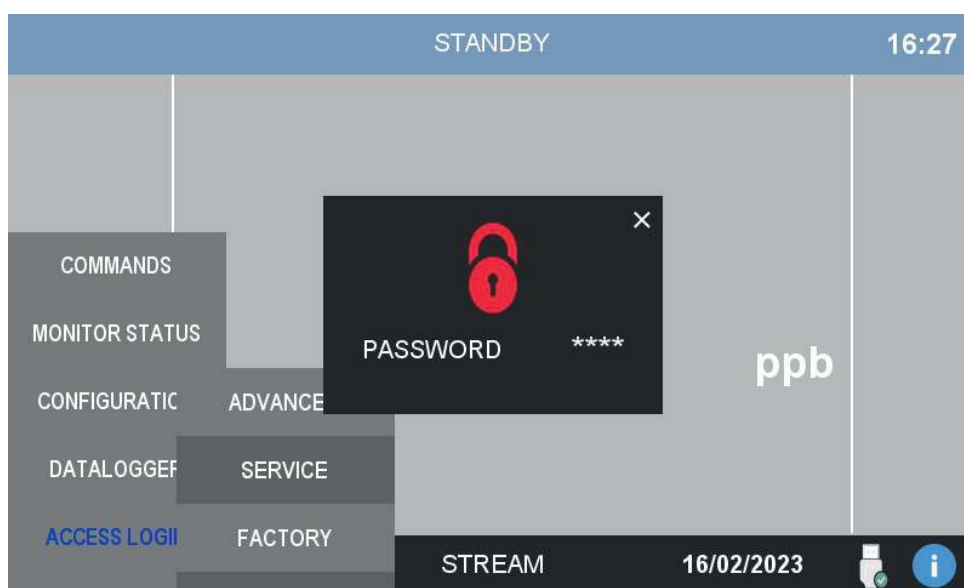 STANDBY 16:27
COMMANDS
MONITOR STATUS
PASSWORD ****
ppb
CONFIGURATIC ADVANCE
DATALOGGEF SERVICE
ACCESS LOGII FACTORY
STREAM 16/02/2023 i